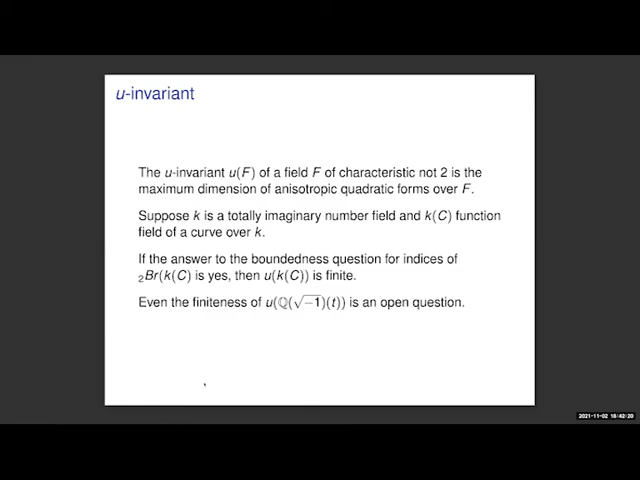 u-invariant
The u-invariant u(F) of a field F of characteristic not 2 is the
maximum dimension of anisotropic quadratic forms over F.
Suppose k is a totally imaginary number field and k(C) function
field of a curve over k.
If the answer to the boundedness question for indices of
₂Br(k(C) is yes, then u(k(C)) is finite.
Even the finiteness of u(ℚ(√−1)(t)) is an open question.
2021-11-02 18:42:20